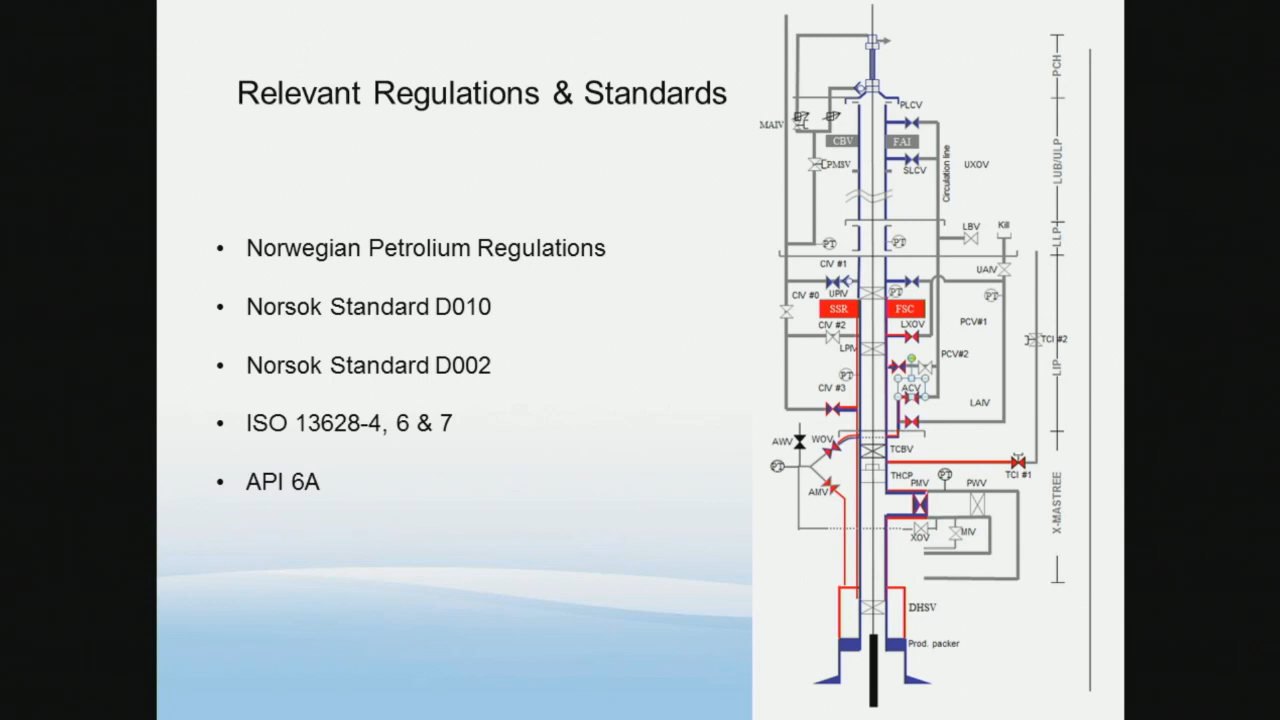 Relevant Regulations & Standards
• Norwegian Petrolium Regulations
• Norsok Standard D010
• Norsok Standard D002
• ISO 13628-4, 6 & 7
• API 6A
PCH
PLCV
MAIV
CBV
FAI
PMSV
SLCV
UXOV
Circulation line
LUB/ULP
LBV
Kill
LLP
PT
PT
CIV #1
UAIV
UPIV
PT
CIV #0
PT
SSR
FSC
CIV #2
LXOV
PCV#1
TCI #2
LPIV
PCV#2
LIP
PT
CIV #3
ACV
LAIV
AWV
WOV
TCBV
PT
THCP
PT
TCI #1
AMV
PMV
PWV
X-MASTREE
XOV
MIV
DHSV
Prod. packer